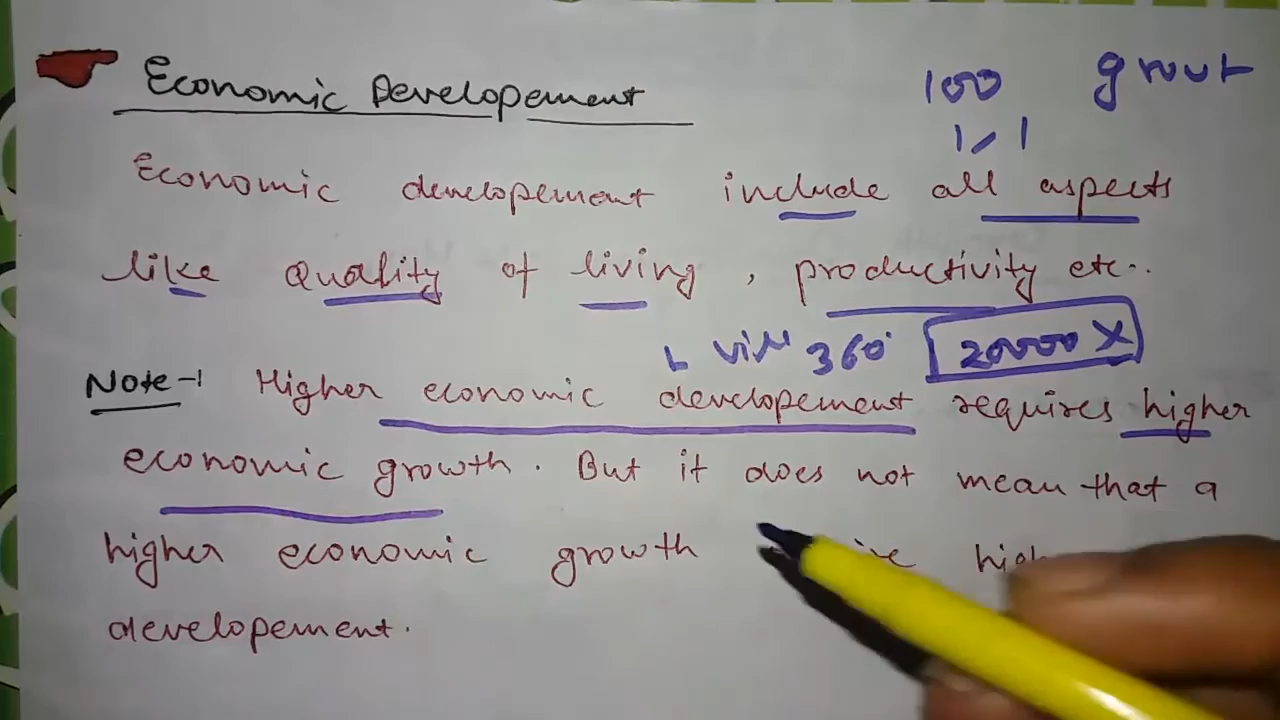 Economic Developement
100 grout
1/1
Economic developement include all aspects
like quality of living , productivity etc..
360° 20000 X
Note-1 Higher economic developement requires higher
economic growth. But it does not mean that a
higher economic growth
developement.